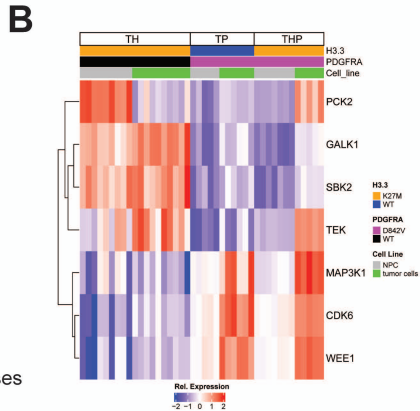 B
TH TP THP
H3.3
PDGFRA
Cell_line
PCK2
GALK1
SBK2
TEK
MAP3K1
CDK6
WEE1
H3.3
K27M
WT
PDGFRA
D842V
WT
Cell Line
NPC
tumor cells
ses
Rel. Expression
−2 −1 0 1 2